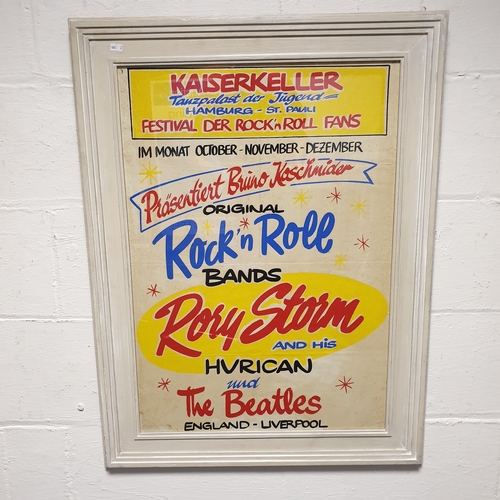 KAISERKELLER
Tanzpalast der Jugend
HAMBURG - ST. PAULI
FESTIVAL DER ROCK'n ROLL FANS
IM MONAT OCTOBER - NOVEMBER - DEZEMBER
Präsentiert Bruno Koschmider
ORIGINAL
Rock'n Roll
BANDS
Rory Storm
AND HiS
HVRICAN
und
The Beatles
ENGLAND - LIVERPOOL